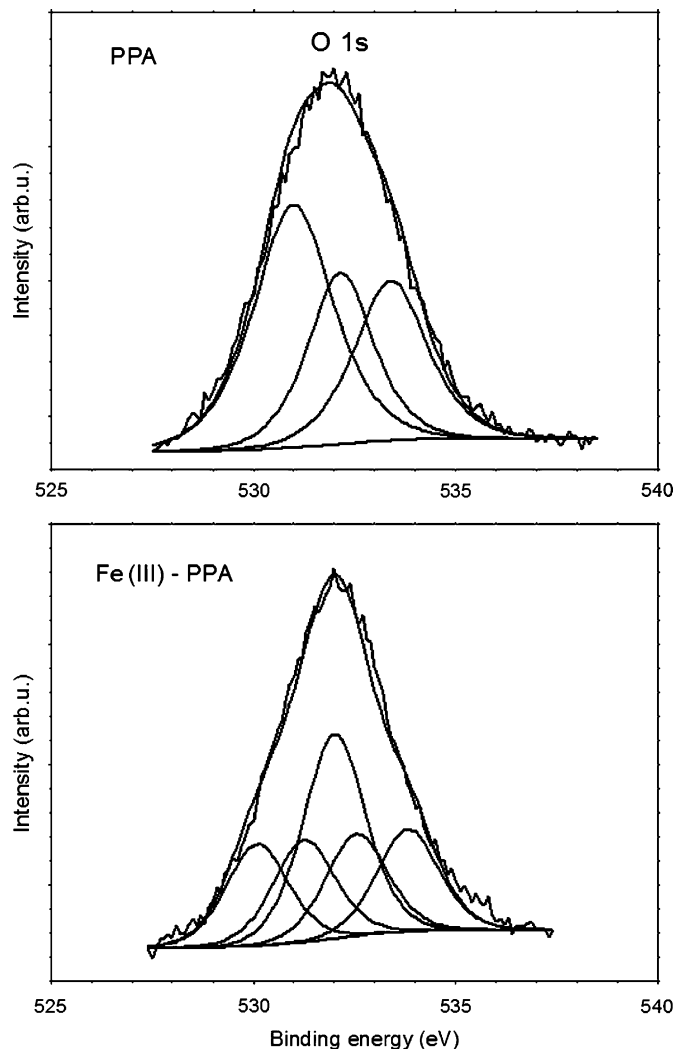 O 1s
PPA
Intensity (arb.u.)
525 530 535 540
Fe (III) - PPA
Intensity (arb.u.)
525 530 535 540
Binding energy (eV)